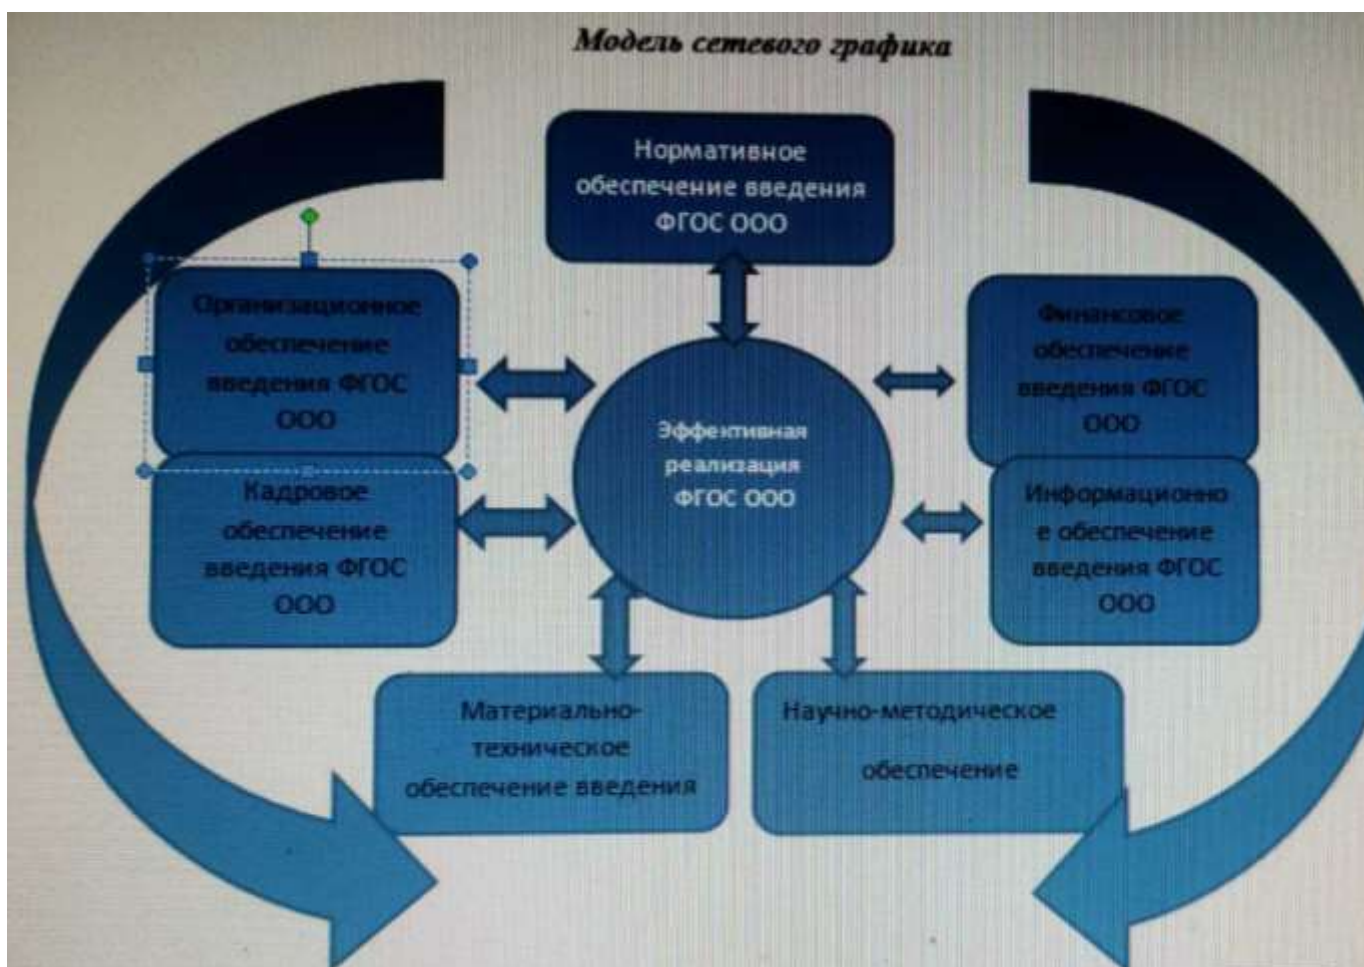 Модель сетевого графика
Нормативное
обеспечение введения
ФГОС ООО
Организационное
обеспечение
введения ФГОС
ООО
Финансовое
обеспечение
введения ФГОС
ООО
Эффективная
реализация
ФГОС ООО
Кадровое
обеспечение
введения ФГОС
ООО
Информационно
е обеспечение
введения ФГОС
ООО
Материально-
техническое
обеспечение введения
Научно-методическое
обеспечение